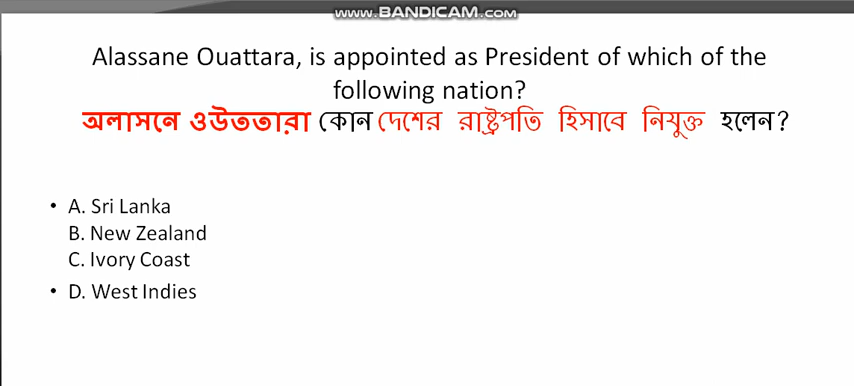 www.BANDICAM.com
Alassane Ouattara, is appointed as President of which of the
following nation?
অলাসনে ওউততারা কোন দেশের রাষ্ট্রপতি হিসাবে নিযুক্ত হলেন?
• A. Sri Lanka
B. New Zealand
C. Ivory Coast
• D. West Indies